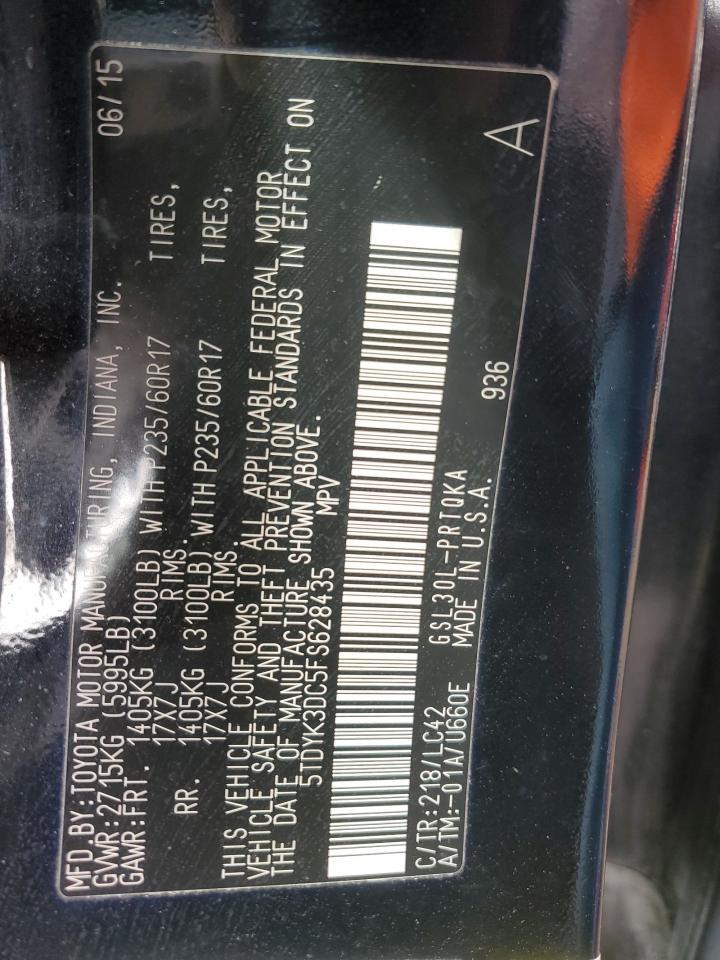 MFD.BY:TOYOTA MOTOR MANUFACTURING, INDIANA, INC. 06/15
GVWR:2715KG (5995LB)
GAWR:FRT. 1405KG (3100LB) WITH P235/60R17 TIRES,
17X7J RIMS
RR. 1405KG (3100LB). WITH P235/60R17 TIRES,
17X7J RIMS.
THIS VEHICLE CONFORMS TO ALL APPLICABLE FEDERAL MOTOR
VEHICLE SAFETY AND THEFT PREVENTION STANDARDS IN EFFECT ON
THE DATE OF MANUFACTURE SHOWN ABOVE.
5TDYK3DC5FS628435 MPV
C/TR:218/LC42 GSL30L-PRTQKA 936 A
A/TM:-01A/U660E MADE IN U.S.A.